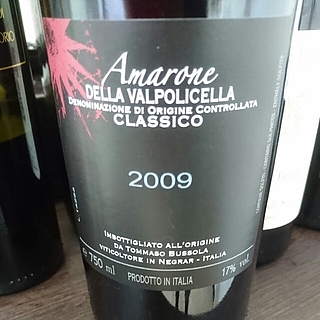 Amarone
DELLA VALPOLICELLA
DENOMINAZIONE DI ORIGINE CONTROLLATA
CLASSICO
2009
IMBOTTIGLIATO ALL'ORIGINE
DA TOMMASO BUSSOLA
VITICOLTORE IN NEGRAR - ITALIA
e 750 ml
PRODOTTO IN ITALIA
17% vol.